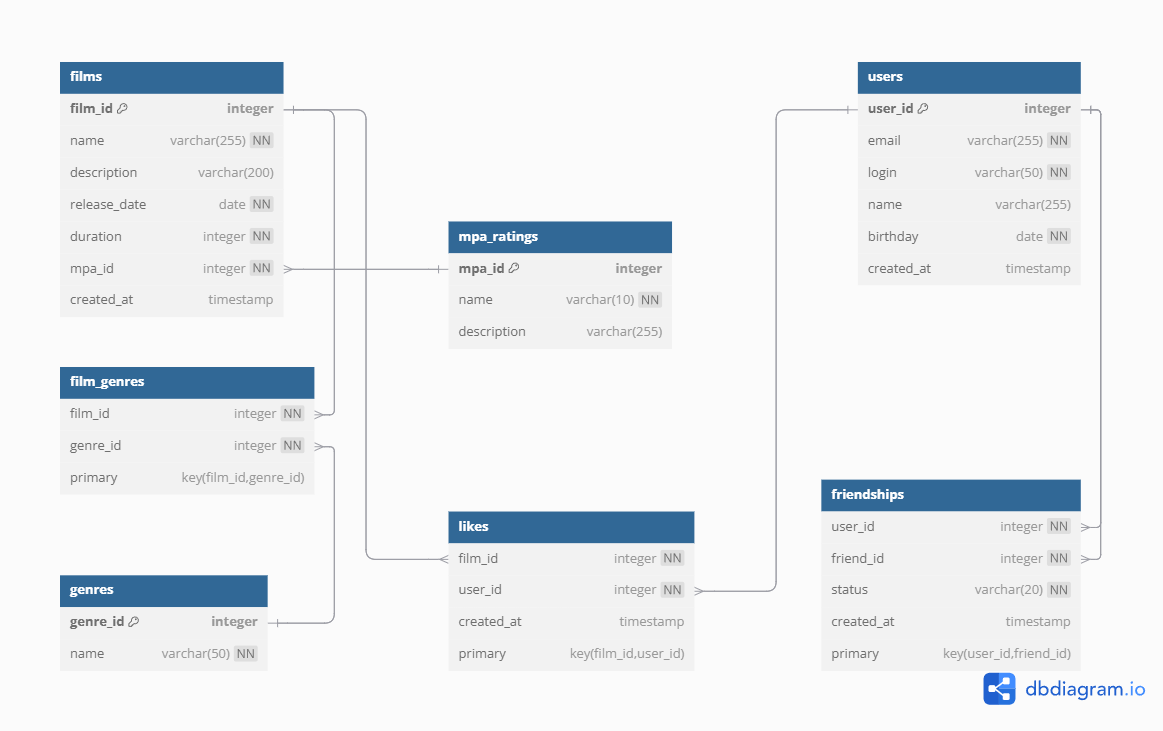 films
film_id integer
name varchar(255) NN
description varchar(200)
release_date date NN
duration integer NN
mpa_id integer NN
created_at timestamp
users
user_id integer
email varchar(255) NN
login varchar(50) NN
name varchar(255)
birthday date NN
created_at timestamp
mpa_ratings
mpa_id integer
name varchar(10) NN
description varchar(255)
film_genres
film_id integer NN
genre_id integer NN
primary key(film_id,genre_id)
genres
genre_id integer
name varchar(50) NN
likes
film_id integer NN
user_id integer NN
created_at timestamp
primary key(film_id,user_id)
friendships
user_id integer NN
friend_id integer NN
status varchar(20) NN
created_at timestamp
primary key(user_id,friend_id)
dbdiagram.io